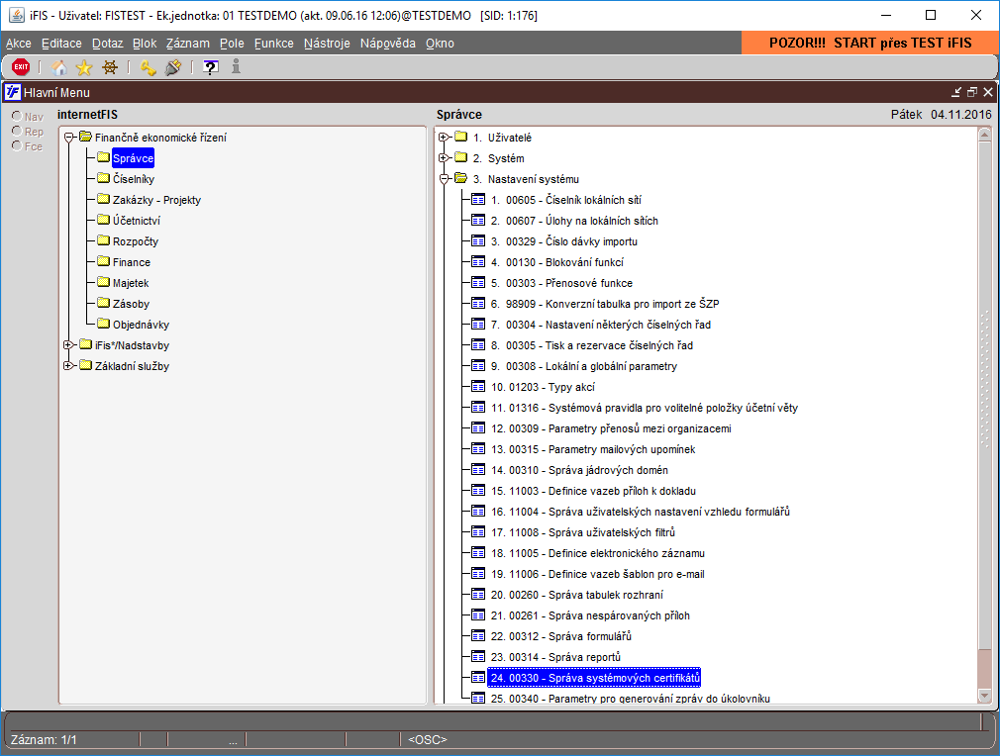 iFIS - Uživatel: FISTEST - Ek.jednotka: 01 TESTDEMO (akt. 09.06.16 12:06)@TESTDEMO [SID: 1:176]
Akce Editace Dotaz Blok Záznam Pole Funkce Nástroje Nápověda Okno
POZOR!!! START přes TEST iFIS
EXIT
Hlavní Menu
Nav
Rep
Fce
internetFIS
Finančně ekonomické řízení
Správce
Číselníky
Zakázky - Projekty
Účetnictví
Rozpočty
Finance
Majetek
Zásoby
Objednávky
iFis*/Nadstavby
Základní služby
Správce
Pátek 04.11.2016
1. Uživatelé
2. Systém
3. Nastavení systému
1. 00605 - Číselník lokálních sítí
2. 00607 - Úlohy na lokálních sítích
3. 00329 - Číslo dávky importu
4. 00130 - Blokování funkcí
5. 00303 - Přenosové funkce
6. 98909 - Konverzní tabulka pro import ze ŠZP
7. 00304 - Nastavení některých číselných řad
8. 00305 - Tisk a rezervace číselných řad
9. 00308 - Lokální a globální parametry
10. 01203 - Typy akcí
11. 01316 - Systémová pravidla pro volitelné položky účetní věty
12. 00309 - Parametry přenosů mezi organizacemi
13. 00315 - Parametry mailových upomínek
14. 00310 - Správa jádrových domén
15. 11003 - Definice vazeb příloh k dokladu
16. 11004 - Správa uživatelských nastavení vzhledu formulářů
17. 11008 - Správa uživatelských filtrů
18. 11005 - Definice elektronického záznamu
19. 11006 - Definice vazeb šablon pro e-mail
20. 00260 - Správa tabulek rozhraní
21. 00261 - Správa nespárovaných příloh
22. 00312 - Správa formulářů
23. 00314 - Správa reportů
24. 00330 - Správa systémových certifikátů
25. 00340 - Parametry pro generování zpráv do úkolovníku
Záznam: 1/1
...
<OSC>